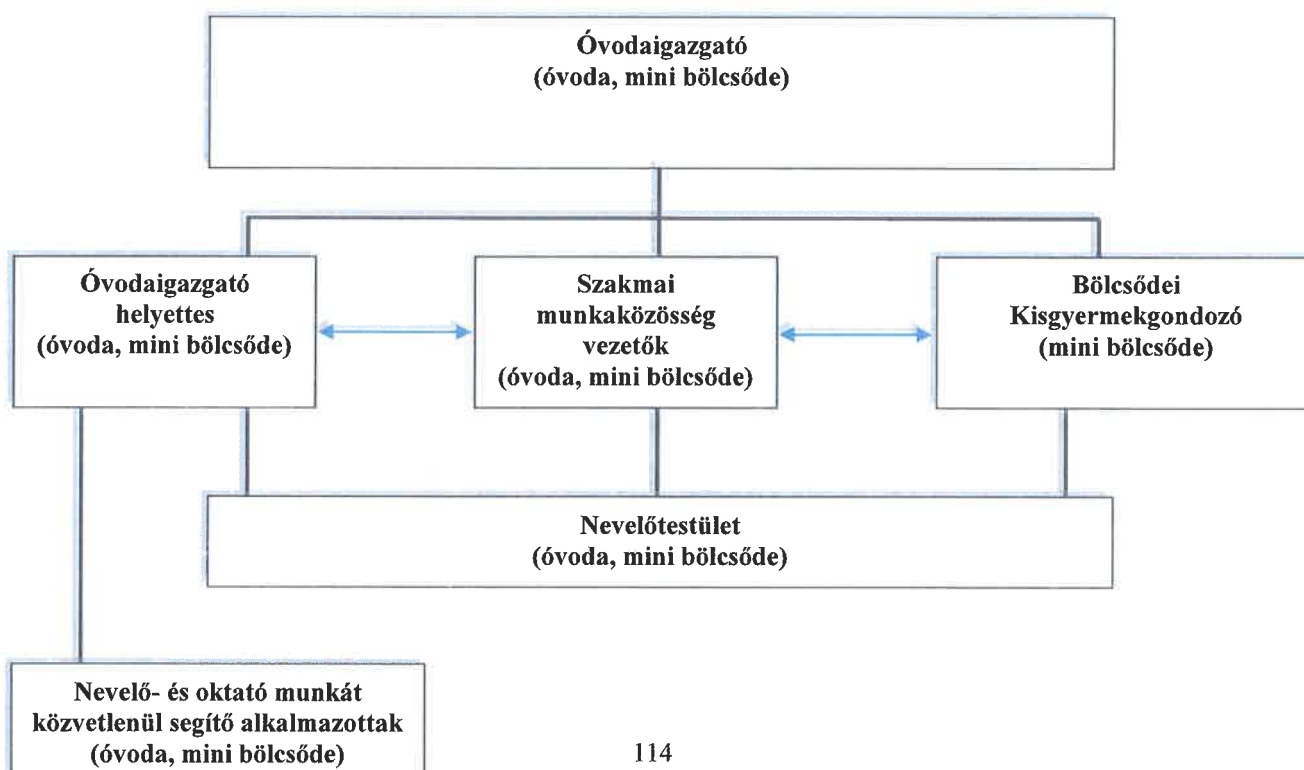 Óvodaigazgató
(óvoda, mini bölcsőde)
Óvodaigazgató
helyettes
(óvoda, mini bölcsőde)
Szakmai
munkaközösség
vezetők
(óvoda, mini bölcsőde)
Bölcsődei
Kisgyermekgondozó
(mini bölcsőde)
Nevelőtestület
(óvoda, mini bölcsőde)
Nevelő- és oktató munkát
közvetlenül segítő alkalmazottak
(óvoda, mini bölcsőde)
114